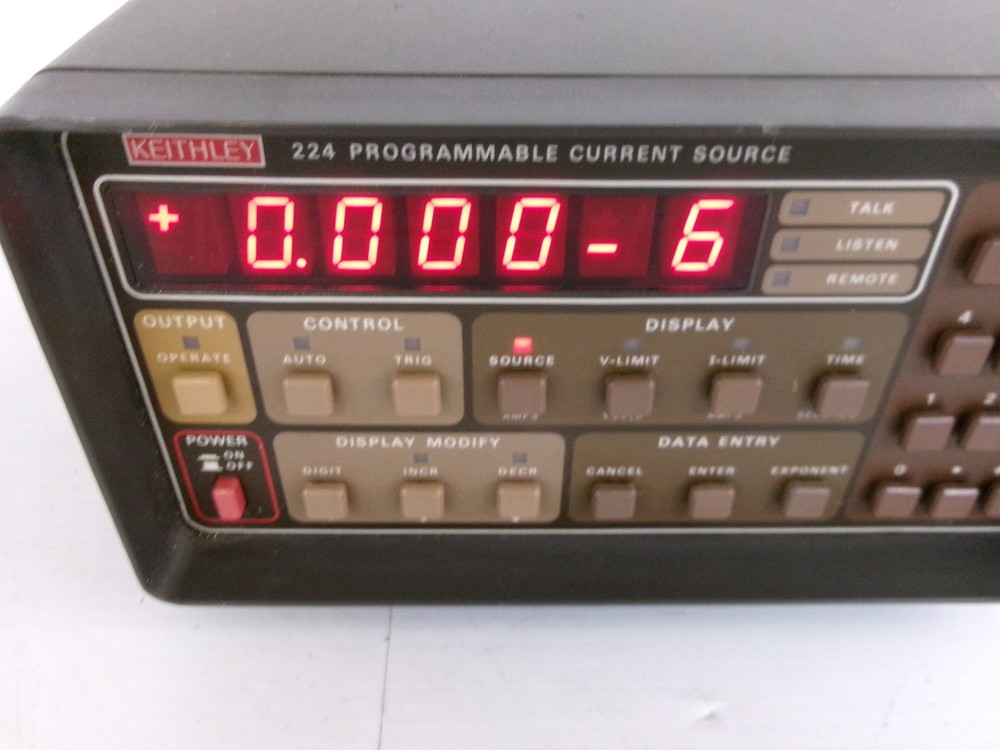 KEITHLEY 224 PROGRAMMABLE CURRENT SOURCE
+ 0.000-6
TALK
LISTEN
REMOTE
OUTPUT
OPERATE
CONTROL
AUTO TRIG
DISPLAY
SOURCE V-LIMIT I-LIMIT TIME
4
1 2
0
POWER
ON
OFF
DISPLAY MODIFY
DIGIT INCR DECR
DATA ENTRY
CANCEL ENTER EXPONENT